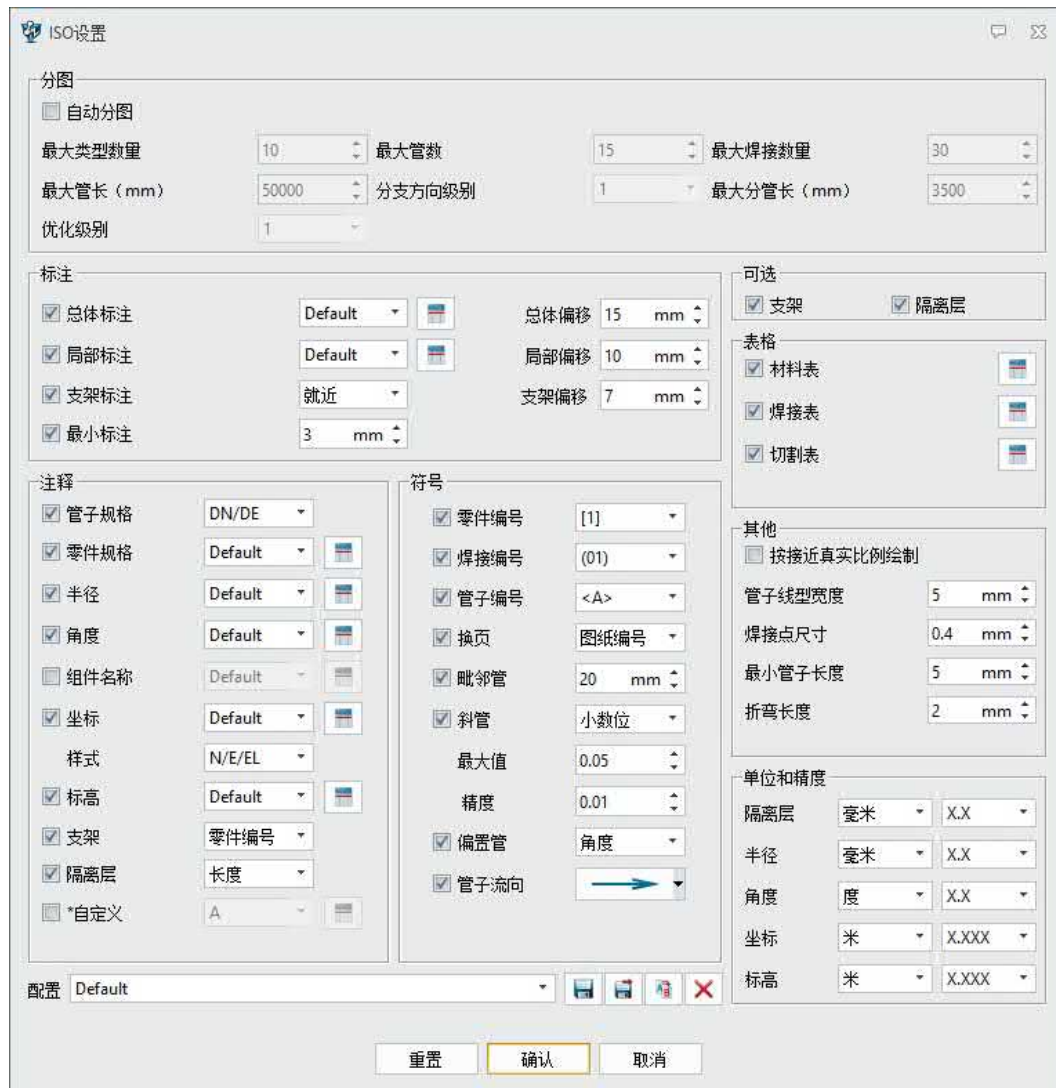 ISO设置
分图
自动分图
最大类型数量 10 最大管数 15 最大焊接数量 30
最大管长（mm） 50000 分支方向级别 1 最大分管长（mm） 3500
优化级别 1
标注
总体标注 Default 总体偏移 15 mm
局部标注 Default 局部偏移 10 mm
支架标注 就近 支架偏移 7 mm
最小标注 3 mm
可选
支架 隔离层
表格
材料表
焊接表
切割表
注释
管子规格 DN/DE
零件规格 Default
半径 Default
角度 Default
组件名称 Default
坐标 Default
样式 N/E/EL
标高 Default
支架 零件编号
隔离层 长度
*自定义 A
符号
零件编号 [1]
焊接编号 (01)
管子编号 <A>
换页 图纸编号
毗邻管 20 mm
斜管 小数位
最大值 0.05
精度 0.01
偏置管 角度
管子流向
其他
按接近真实比例绘制
管子线型宽度 5 mm
焊接点尺寸 0.4 mm
最小管子长度 5 mm
折弯长度 2 mm
单位和精度
隔离层 毫米 X.X
半径 毫米 X.X
角度 度 X.X
坐标 米 X.XXX
标高 米 X.XXX
配置 Default
重置 确认 取消